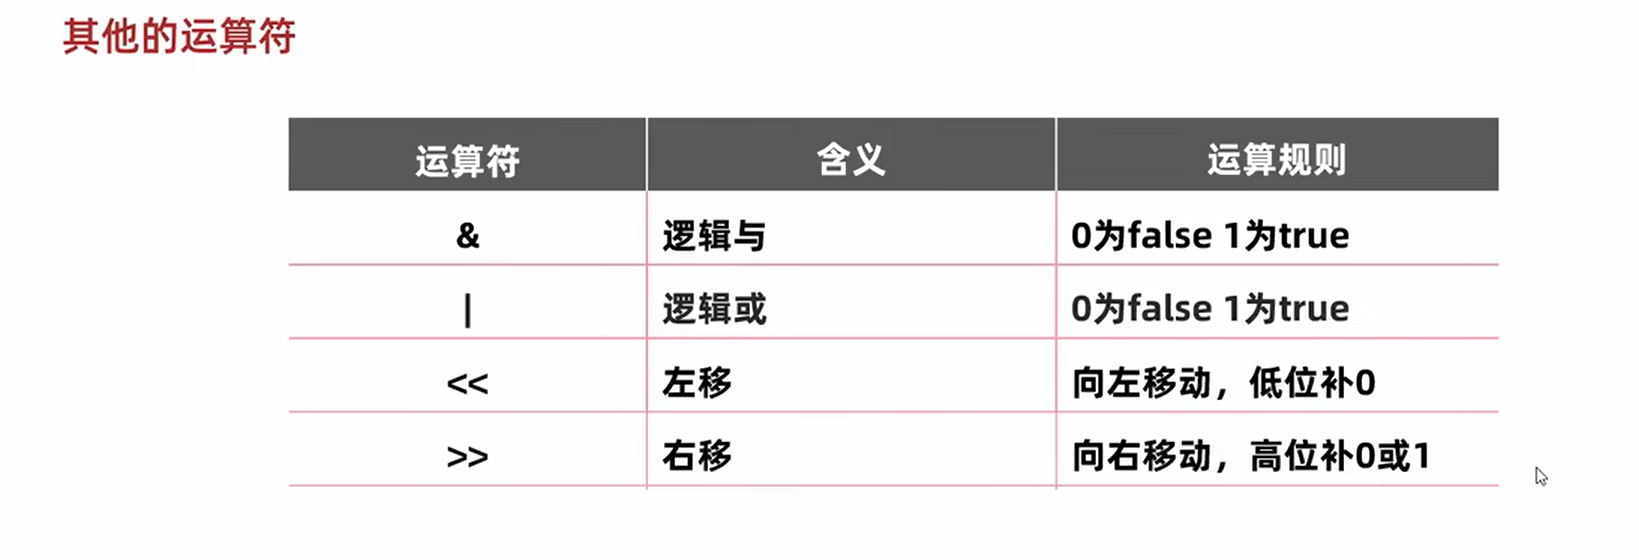 其他的运算符
运算符 含义 运算规则
& 逻辑与 0为false 1为true
| 逻辑或 0为false 1为true
<< 左移 向左移动，低位补0
>> 右移 向右移动，高位补0或1